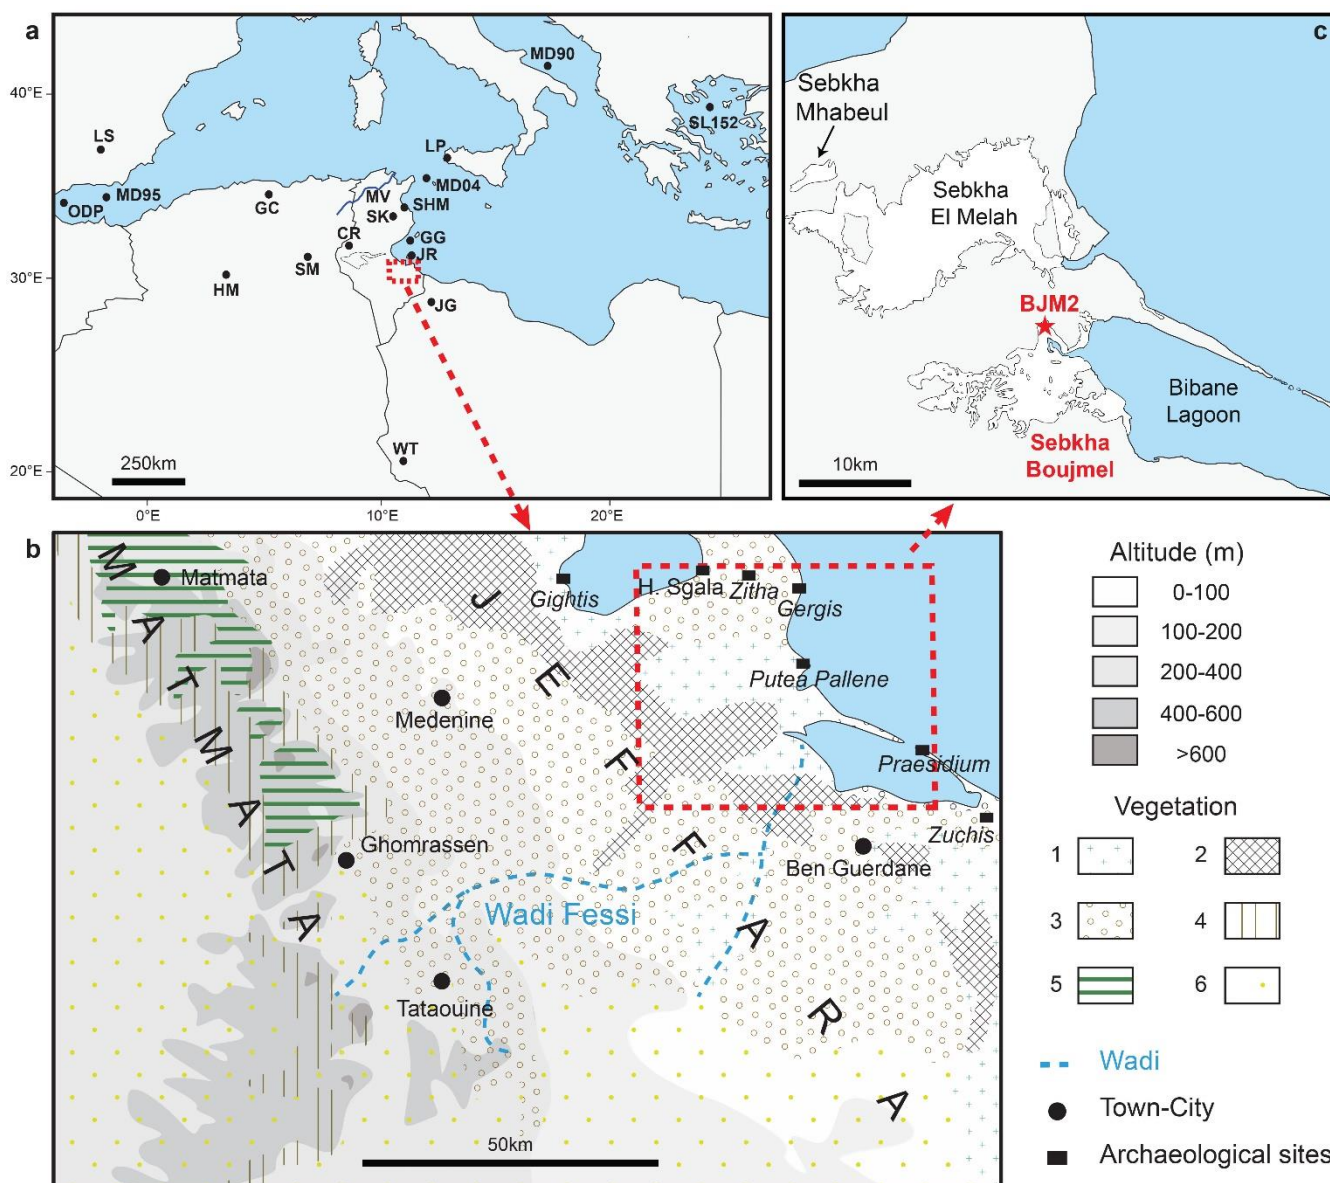 a
MD90
40°E
SL152
LS
LP
MD95
MD04
ODP
GC
MV
SHM
SK
CR
GG
JR
SM
30°E
HM
JG
WT
20°E
250km
0°E
10°E
20°E
c
Sebkha
Mhabeul
Sebkha
El Melah
BJM2
Bibane
Lagoon
Sebkha
Boujmel
10km
b
MATMATA
JEFFARA
Matmata
Gightis
H. Sgala
Zitha
Gergis
Putea Pallene
Medenine
Praesidium
Zuchis
Ghomrassen
Ben Guerdane
Wadi Fessi
Tataouine
50km
Altitude (m)
0-100
100-200
200-400
400-600
>600
Vegetation
1
2
3
4
5
6
Wadi
Town-City
Archaeological sites